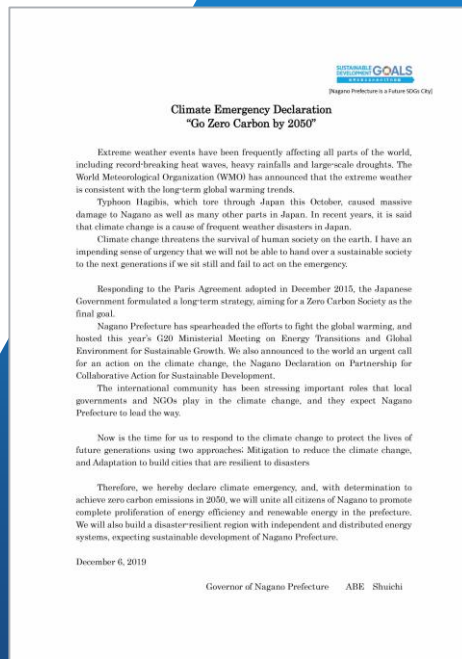 SUSTAINABLE
DEVELOPMENT GOALS
[Nagano Prefecture is a Future SDGs City]
Climate Emergency Declaration
“Go Zero Carbon by 2050”
Extreme weather events have been frequently affecting all parts of the world,
including record-breaking heat waves, heavy rainfalls and large-scale droughts. The
World Meteorological Organization (WMO) has announced that the extreme weather
is consistent with the long-term global warming trends.
Typhoon Hagibis, which tore through Japan this October, caused massive
damage to Nagano as well as many other parts in Japan. In recent years, it is said
that climate change is a cause of frequent weather disasters in Japan.
Climate change threatens the survival of human society on the earth. I have an
impending sense of urgency that we will not be able to hand over a sustainable society
to the next generations if we sit still and fail to act on the emergency.
Responding to the Paris Agreement adopted in December 2015, the Japanese
Government formulated a long-term strategy, aiming for a Zero Carbon Society as the
final goal.
Nagano Prefecture has spearheaded the efforts to fight the global warming, and
hosted this year's G20 Ministerial Meeting on Energy Transitions and Global
Environment for Sustainable Growth. We also announced to the world an urgent call
for an action on the climate change, the Nagano Declaration on Partnership for
Collaborative Action for Sustainable Development.
The international community has been stressing important roles that local
governments and NGOs play in the climate change, and they expect Nagano
Prefecture to lead the way.
Now is the time for us to respond to the climate change to protect the lives of
future generations using two approaches; Mitigation to reduce the climate change,
and Adaptation to build cities that are resilient to disasters
Therefore, we hereby declare climate emergency, and, with determination to
achieve zero carbon emissions in 2050, we will unite all citizens of Nagano to promote
complete proliferation of energy efficiency and renewable energy in the prefecture.
We will also build a disaster-resilient region with independent and distributed energy
systems, expecting sustainable development of Nagano Prefecture.
December 6, 2019
Governor of Nagano Prefecture ABE Shuichi